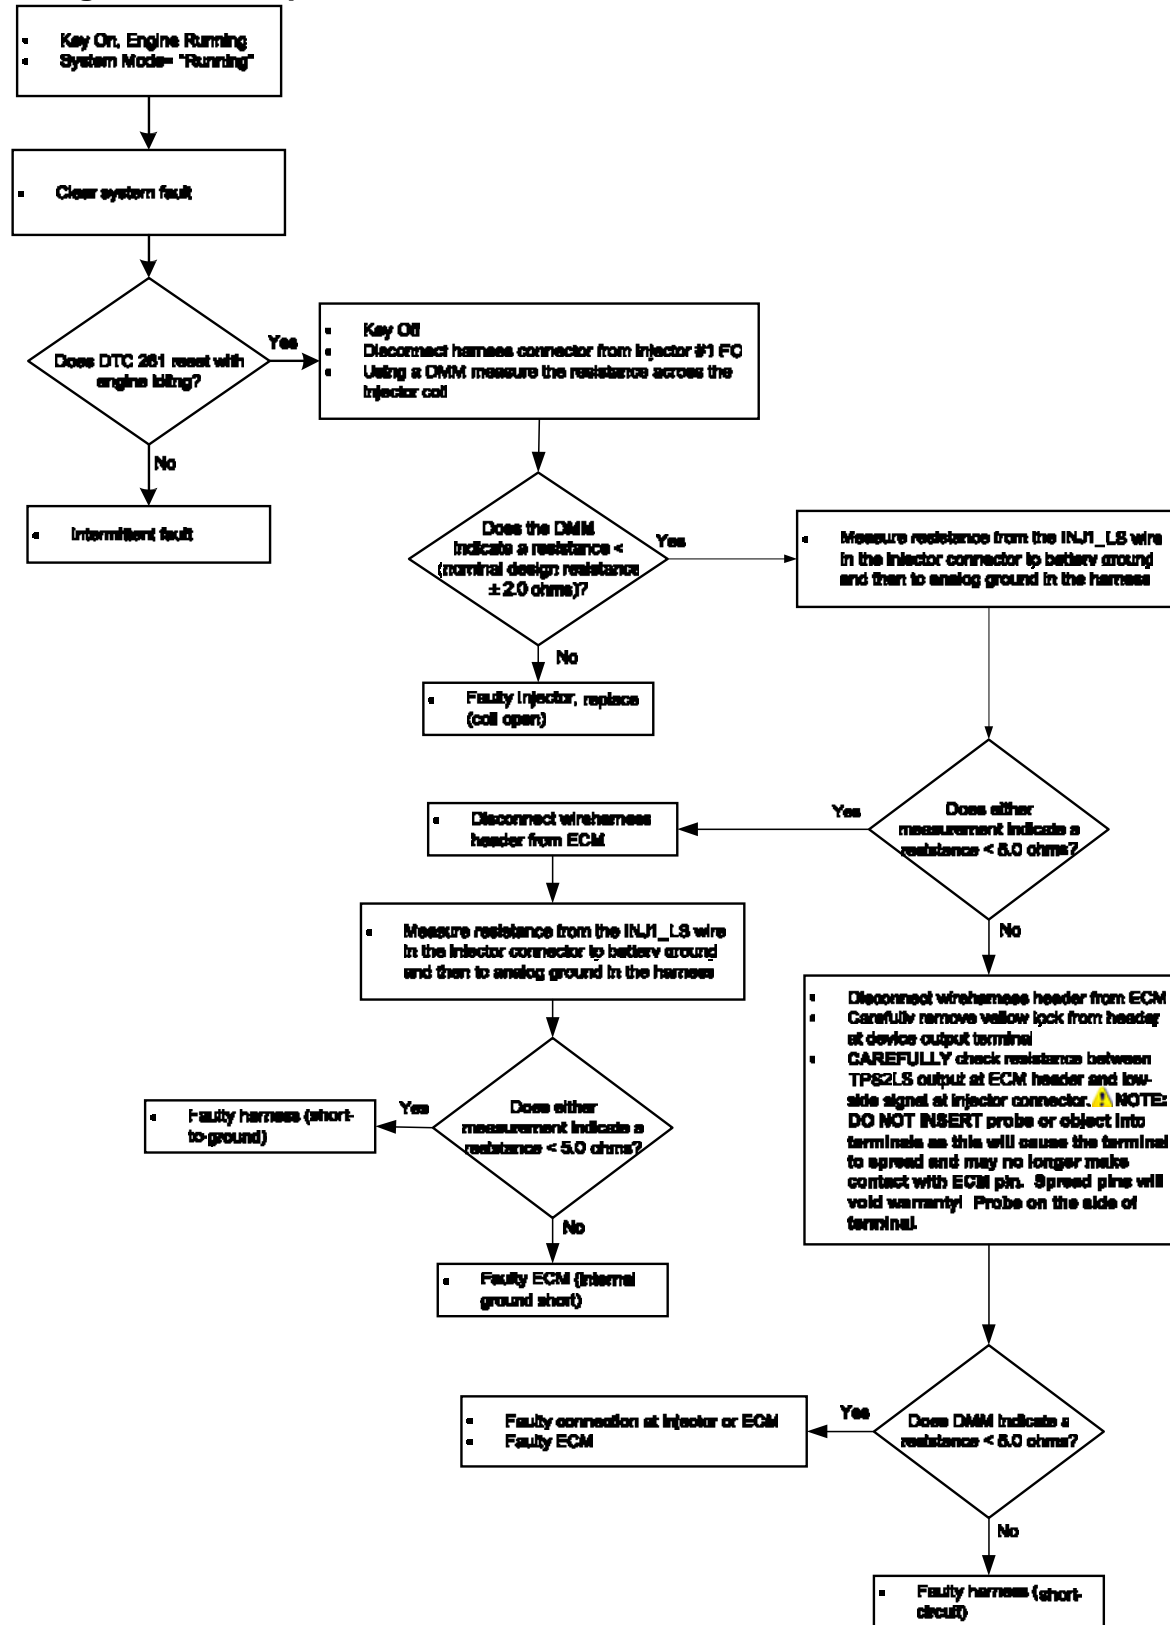 Key On, Engine Running
System Mode= "Running"
Clear system fault
Does DTC 261 reset with
engine idling?
Yes
No
Intermittent fault
Key Off
Disconnect harness connector from injector #1 FO
Using a DMM measure the resistance across the
injector coil
Does the DMM
indicate a resistance <
(nominal design resistance
± 2.0 ohms)?
Yes
No
Faulty injector, replace
(coil open)
Measure resistance from the INJ1_LS wire
in the injector connector to battery ground
and then to analog ground in the harness
Does either
measurement indicate a
resistance < 5.0 ohms?
Yes
No
Disconnect wireharness
header from ECM
Measure resistance from the INJ1_LS wire
in the injector connector to battery ground
and then to analog ground in the harness
Does either
measurement indicate a
resistance < 5.0 ohms?
Yes
Faulty harness (short-
to-ground)
No
Faulty ECM (internal
ground short)
Disconnect wireharness header from ECM
Carefully remove yellow lock from header
at device output terminal
CAREFULLY check resistance between
TPS2LS output at ECM header and low-
side signal at injector connector. NOTE:
DO NOT INSERT probe or object into
terminals as this will cause the terminal
to spread and may no longer make
contact with ECM pin. Spread pins will
void warranty! Probe on the side of
terminal.
Does DMM indicate a
resistance < 5.0 ohms?
Yes
Faulty connection at injector or ECM
Faulty ECM
No
Faulty harness (short-
circuit)